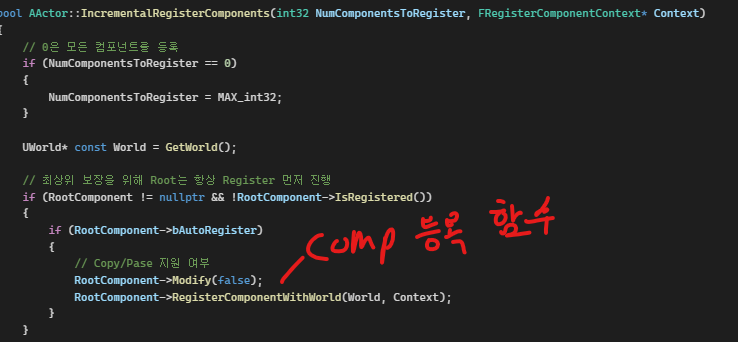 bool AActor::IncrementalRegisterComponents(int32 NumComponentsToRegister, FRegisterComponentContext* Context)
{
// 0은 모든 컴포넌트를 등록
if (NumComponentsToRegister == 0)
{
NumComponentsToRegister = MAX_int32;
}
UWorld* const World = GetWorld();
// 최상위 보장을 위해 Root는 항상 Register 먼저 진행
if (RootComponent != nullptr && !RootComponent->IsRegistered())
{
if (RootComponent->bAutoRegister)
{
// Copy/Pase 지원 여부
RootComponent->Modify(false);
RootComponent->RegisterComponentWithWorld(World, Context);
}
}
Comp 등록 함수